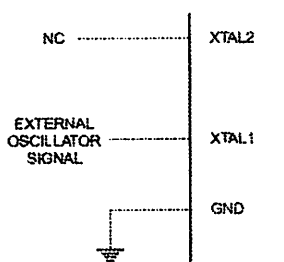 NC XTAL2
EXTERNAL
OSCILLATOR
SIGNAL
XTAL1
GND